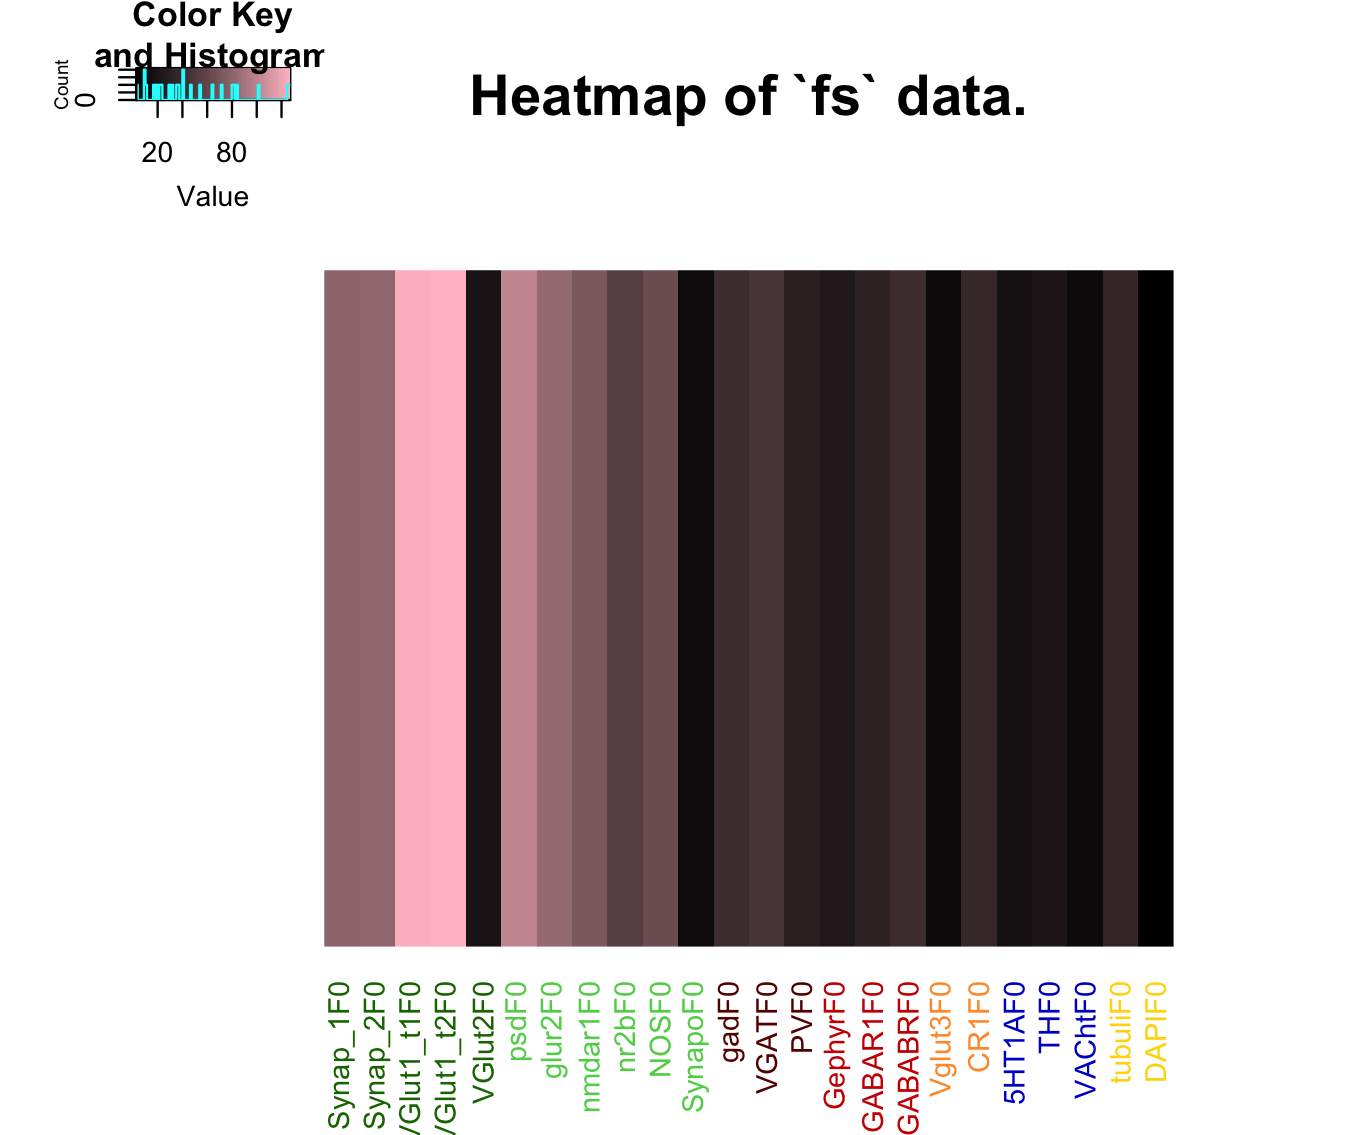 Color Key
and Histogram
Count
0
20 80
Value
Heatmap of `fs` data.
Synap_1F0
Synap_2F0
/Glut1_t1F0
/Glut1_t2F0
VGlut2F0
psdF0
glur2F0
nmdar1F0
nr2bF0
NOSF0
SynapoF0
gadF0
VGATF0
PVF0
GephyrF0
GABAR1F0
GABABRF0
Vglut3F0
CR1F0
5HT1AF0
THF0
VAChtF0
tubuliF0
DAPIF0